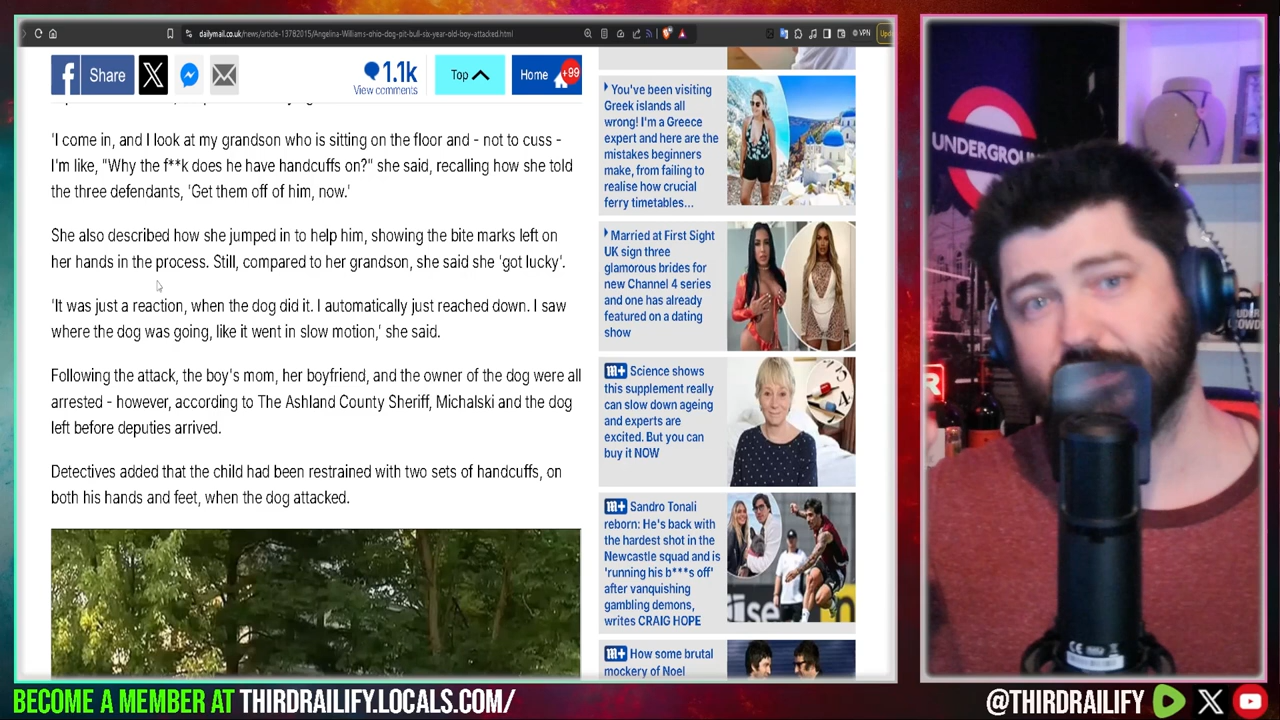 dailymail.co.uk/news/article-13782015/Angelina-Williams-ohio-dog-pit-bull-six-year-old-boy-attacked.html
VPN
Share
1.1k
View comments
Top
Home
+99
'I come in, and I look at my grandson who is sitting on the floor and - not to cuss -
I'm like, "Why the f**k does he have handcuffs on?" she said, recalling how she told
the three defendants, 'Get them off of him, now.'
She also described how she jumped in to help him, showing the bite marks left on
her hands in the process. Still, compared to her grandson, she said she 'got lucky'.
'It was just a reaction, when the dog did it. I automatically just reached down. I saw
where the dog was going, like it went in slow motion,' she said.
Following the attack, the boy's mom, her boyfriend, and the owner of the dog were all
arrested - however, according to The Ashland County Sheriff, Michalski and the dog
left before deputies arrived.
Detectives added that the child had been restrained with two sets of handcuffs, on
both his hands and feet, when the dog attacked.
You've been visiting
Greek islands all
wrong! I'm a Greece
expert and here are the
mistakes beginners
make, from failing to
realise how crucial
ferry timetables...
Married at First Sight
UK sign three
glamorous brides for
new Channel 4 series
and one has already
featured on a dating
show
Science shows
this supplement really
can slow down ageing
and experts are
excited. But you can
buy it NOW
Sandro Tonali
reborn: He's back with
the hardest shot in the
Newcastle squad and is
'running his b***s off'
after vanquishing
gambling demons,
writes CRAIG HOPE
How some brutal
mockery of Noel
UNDERGROUN
BECOME A MEMBER AT THIRDRAILIFY.LOCALS.COM/
@THIRDRAILIFY